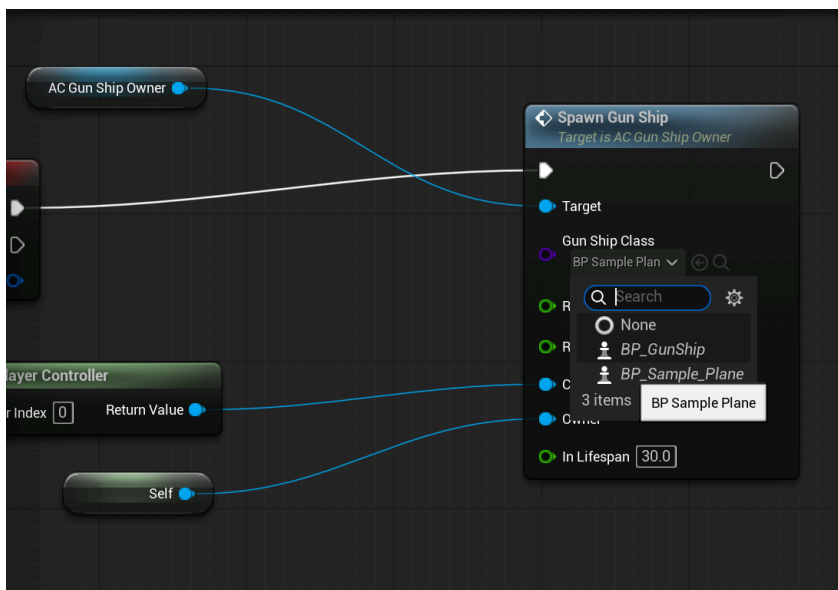 AC Gun Ship Owner
Spawn Gun Ship
Target is AC Gun Ship Owner
Target
Gun Ship Class
BP Sample Plan
Search
R
None
BP_GunShip
R
BP_Sample_Plane
C
3 items
BP Sample Plane
layer Controller
r Index 0
Return Value
In Lifespan 30.0
Self